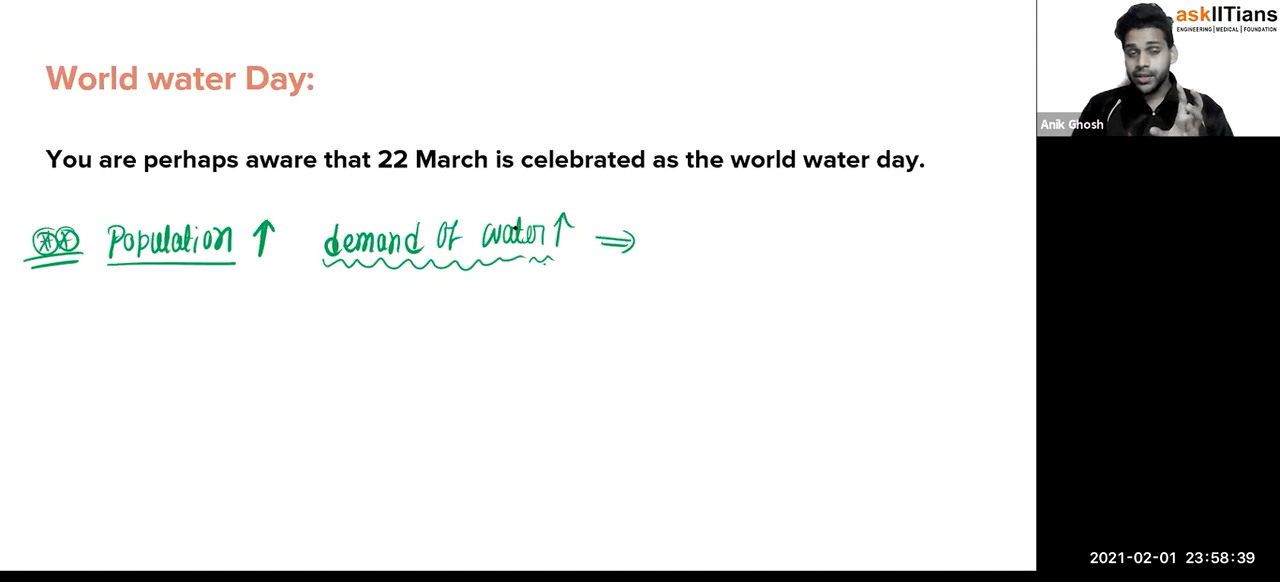 askIITians
ENGINEERING | MEDICAL | FOUNDATION
World water Day:
Anik Ghosh
You are perhaps aware that 22 March is celebrated as the world water day.
Population ↑ demand of water ↑ ⇒
2021-02-01 23:58:39